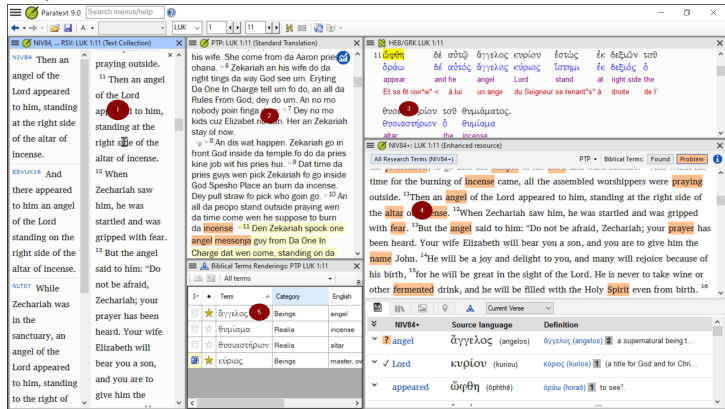 Paratext 9.0
Search menus/help
LUK
1
11
NIV84, ... RSV: LUK 1:11 (Text Collection)
NIV84 Then an
angel of the
Lord appeared
to him, standing
at the right side
of the altar of
incense.
ESVUK16 And
there appeared
to him an angel
of the Lord
standing on the
right side of the
altar of incense.
NLT07 While
Zechariah was
in the
sanctuary, an
angel of the
Lord appeared
to him, standing
to the right of
praying outside.
11 Then an angel
of the Lord
appeared to him,
standing at the
right side of the
altar of incense.
12 When
Zechariah saw
him, he was
startled and was
gripped with fear.
13 But the angel
said to him: “Do
not be afraid,
Zechariah; your
prayer has been
heard. Your wife
Elizabeth will
bear you a son,
and you are to
give him the
1
PTP: LUK 1:11 (Standard Translation)
his wife. She come from da Aaron pries
ohana. 6 Zekariah an his wife do da
right tings da way God see um. Eryting
Da One In Charge tell um fo do, an all da
Rules From God, dey do um. An no mo
nobody poin finga dem. 7 Dey no mo
kids cuz Elizabet no can. Her an Zekariah
stay ol now.
\p 8 An dis wat happen. Zekariah go in
front God inside da temple fo do da pries
kine job wit his pries hui. 9 Dat time da
pries guys wen pick Zekariah fo go inside
God Spesho Place an burn da incense.
Dey pull straw fo pick who goin go. 10 An
all da peopo stand outside praying wen
da time come wen he suppose to burn
da incense. 11 Den Zekariah spook one
angel messenja guy from Da One In
Charge dat wen come, standing on da
2
Biblical Terms Renderings: PTP LUK 1:11
All terms
Term
Category
English
ἄγγελος
Beings
angel
θυμίαμα
Realia
incense
θυσιαστήριον
Realia
altar
κύριος
Beings
master, ow
5
HEB/GRK LUK 1:11
11 ὤφθη δὲ αὐτῷ ἄγγελος κυρίου ἑστὼς ἐκ δεξιῶν τοῦ
ὁράω δέ αὐτός ἄγγελος κύριος ἵστημι ἐκ δεξιός ὁ
appear and he angel Lord stand at right side the
τοῦ θυμιάματος.
θυσιαστήριον ὁ θυμίαμα
altar the incense
3
NIV84+: LUK 1:11 (Enhanced resource)
All Research Terms (NIV84+)
PTP
Biblical Terms:
Found
Problem
time for the burning of incense came, all the assembled worshippers were praying
outside. 11Then an angel of the Lord appeared to him, standing at the right side of
the altar of incense. 12When Zechariah saw him, he was startled and was gripped
with fear. 13But the angel said to him: “Do not be afraid, Zechariah; your prayer has
been heard. Your wife Elizabeth will bear you a son, and you are to give him the
name John. 14He will be a joy and delight to you, and many will rejoice because of
his birth, 15for he will be great in the sight of the Lord. He is never to take wine or
other fermented drink, and he will be filled with the Holy Spirit even from birth. 16
4
Current Verse
NIV84+
Source language
Definition
? angel ἄγγελος (angelos) ἄγγελος (angelos) 2 a supernatural being t...
✓ Lord κυρίου (kuriou) κύριος (kurios) 1 (a title for God and for Chri...
appeared ὤφθη (ōphthē) ὁράω (horaō) 1 to see1.